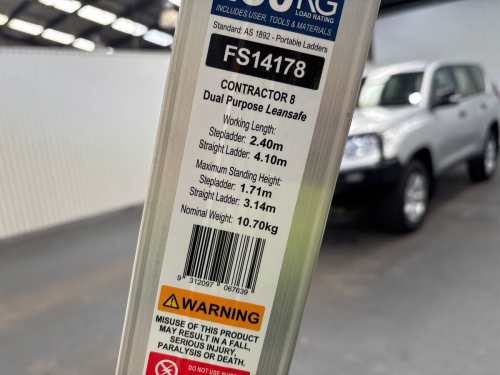 KG
LOAD RATING
INCLUDES USER, TOOLS & MATERIALS
Standard: AS 1892 - Portable Ladders
FS14178
CONTRACTOR 8
Dual Purpose Leansafe
Working Length:
Stepladder: 2.40m
Straight Ladder: 4.10m
Maximum Standing Height:
Stepladder: 1.71m
Straight Ladder: 3.14m
Nominal Weight: 10.70kg
9 312097 067639
WARNING
MISUSE OF THIS PRODUCT
MAY RESULT IN A FALL,
SERIOUS INJURY,
PARALYSIS OR DEATH.
DO NOT USE